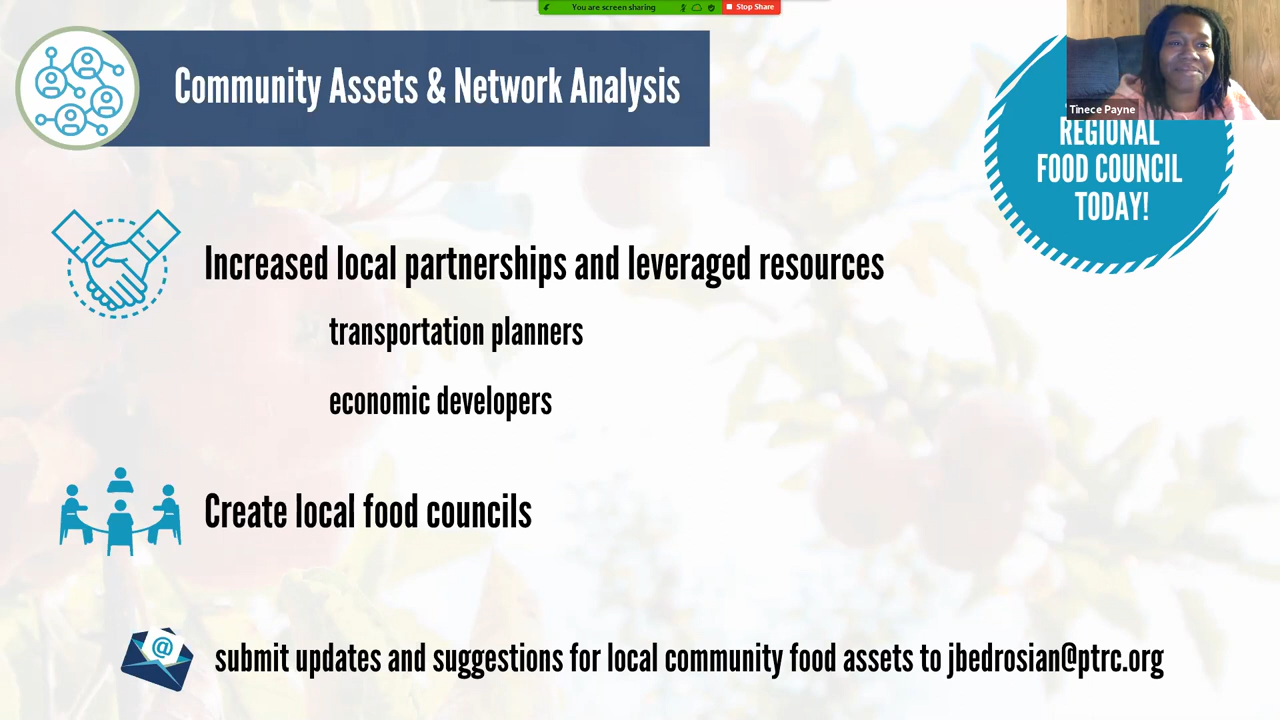 You are screen sharing
Stop Share
Community Assets & Network Analysis
Tinece Payne
REGIONAL
FOOD COUNCIL
TODAY!
Increased local partnerships and leveraged resources
transportation planners
economic developers
Create local food councils
@
submit updates and suggestions for local community food assets to jbedrosian@ptrc.org